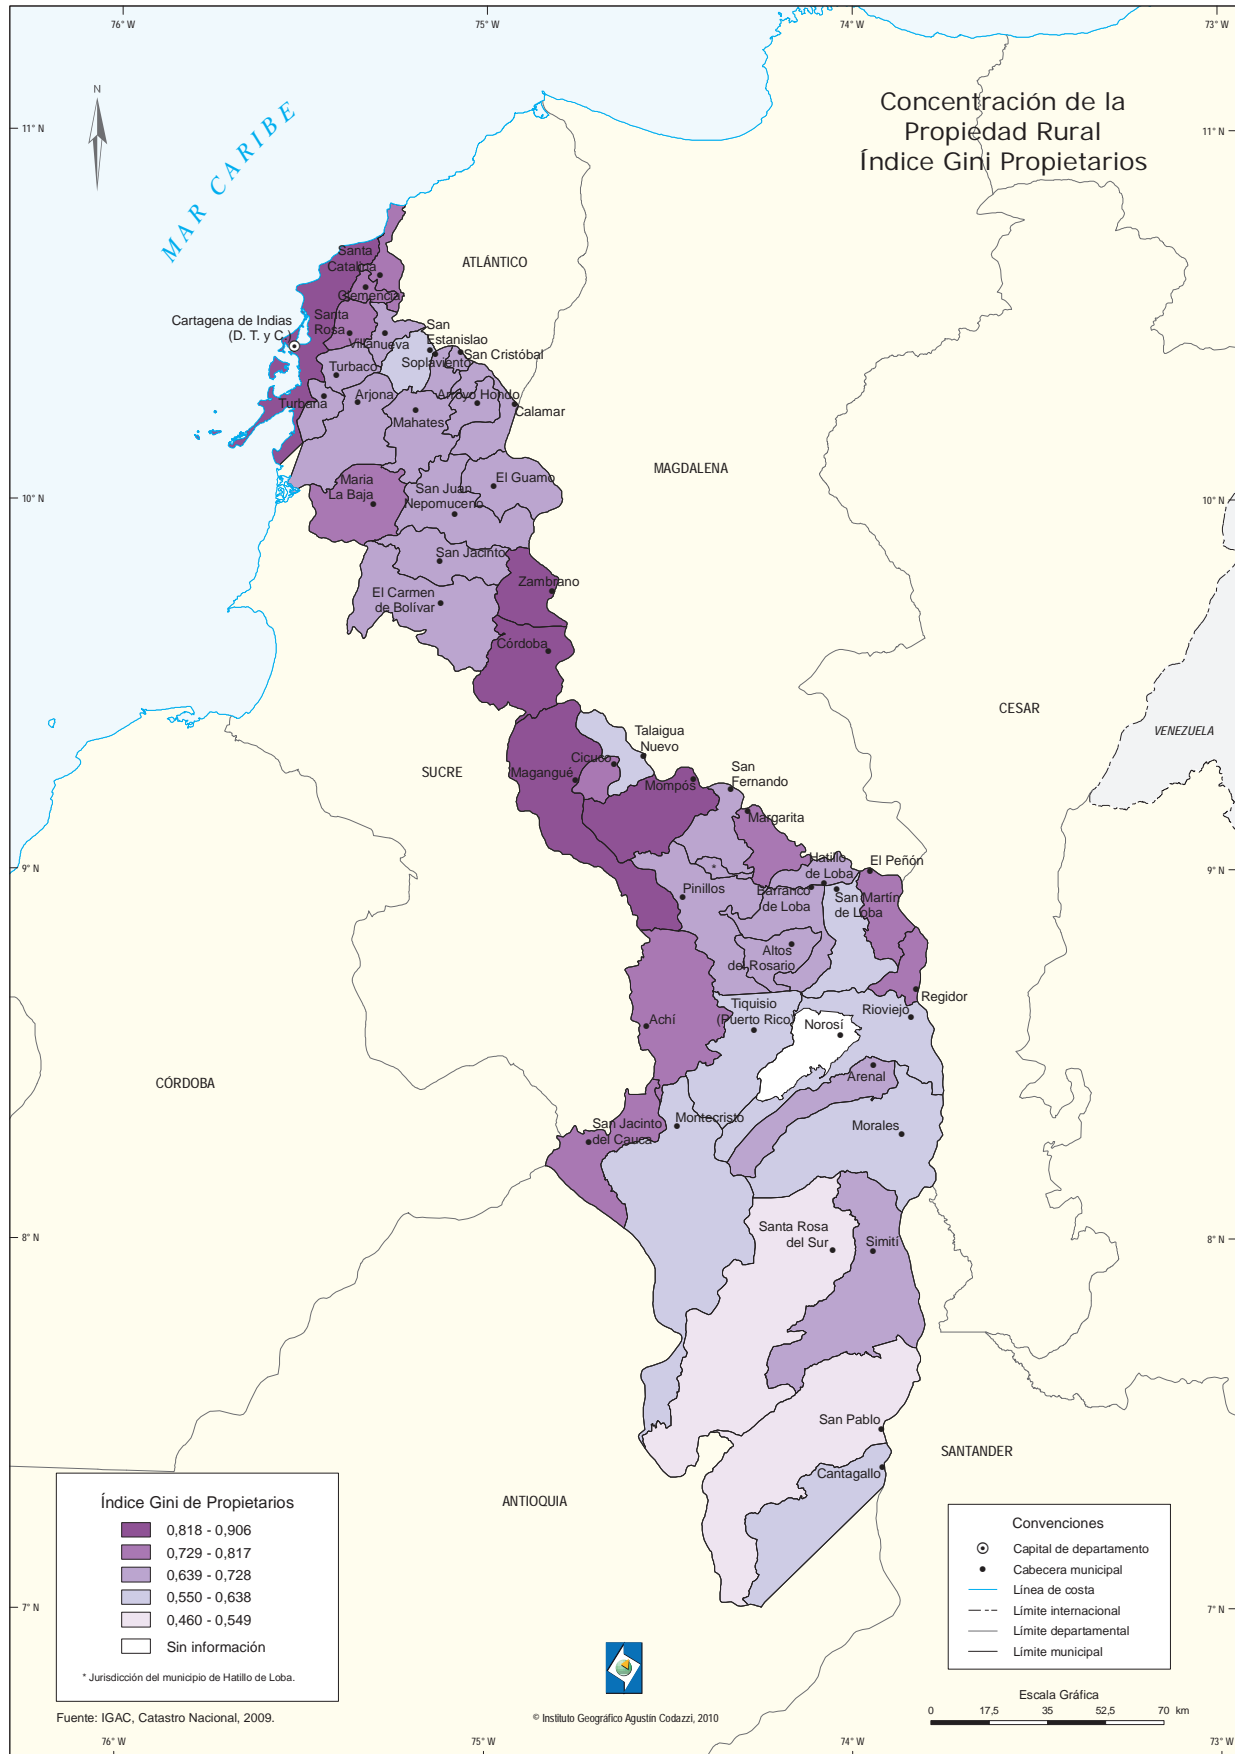 76° W
75° W
74° W
73° W
N
11° N
11° N
MAR CARIBE
Concentración de la
Propiedad Rural
Índice Gini Propietarios
ATLÁNTICO
Santa
Catalina
Clemencia
Cartagena de Indias
(D. T. y C.)
Santa
Rosa
Villanueva
San
Estanislao
Soplaviento
San Cristóbal
Turbaco
Turbana
Arjona
Arroyo Hondo
Mahates
Calamar
MAGDALENA
10° N
10° N
Maria
La Baja
San Juan
Nepomuceno
El Guamo
San Jacinto
Zambrano
El Carmen
de Bolívar
Córdoba
CESAR
VENEZUELA
SUCRE
Talaigua
Nuevo
Cicuco
Magangué
Mompós
San
Fernando
Margarita
9° N
9° N
Hatillo
de Loba
El Peñón
*
Pinillos
Barranco
de Loba
San Martín
de Loba
Altos
del Rosario
Regidor
Tiquisio
(Puerto Rico)
Rioviejo
Norosí
Achí
Arenal
CÓRDOBA
San Jacinto
del Cauca
Montecristo
Morales
8° N
8° N
Santa Rosa
del Sur
Simití
San Pablo
SANTANDER
Cantagallo
ANTIOQUIA
Índice Gini de Propietarios
0,818 - 0,906
0,729 - 0,817
0,639 - 0,728
0,550 - 0,638
0,460 - 0,549
Sin información
* Jurisdicción del municipio de Hatillo de Loba.
Convenciones
Capital de departamento
Cabecera municipal
Línea de costa
Límite internacional
Límite departamental
Límite municipal
7° N
7° N
Fuente: IGAC, Catastro Nacional, 2009.
© Instituto Geográfico Agustín Codazzi, 2010
Escala Gráfica
0 17,5 35 52,5 70 km
76° W
75° W
74° W
73° W